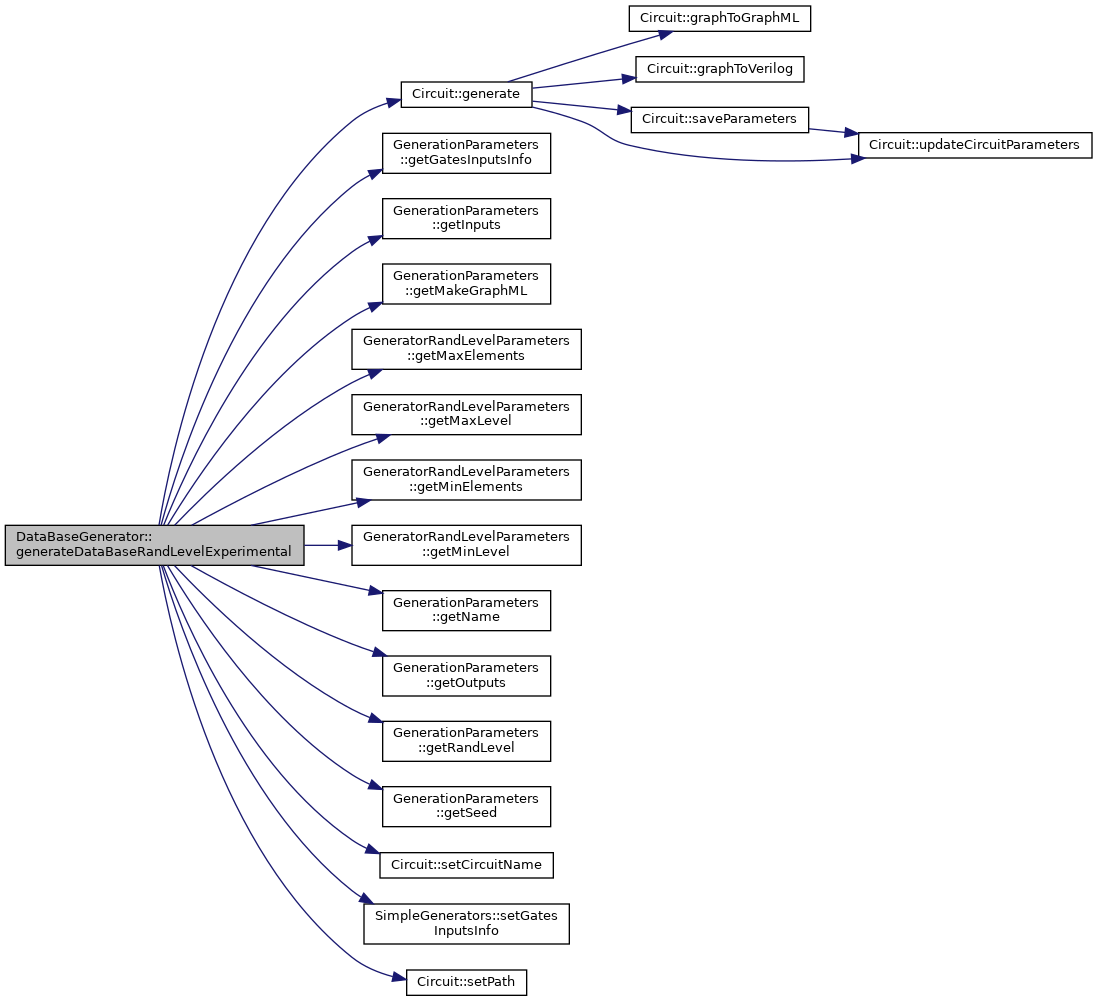 Circuit::graphToGraphML
Circuit::graphToVerilog
Circuit::generate
Circuit::saveParameters
Circuit::updateCircuitParameters
GenerationParameters
::getGatesInputsInfo
GenerationParameters
::getInputs
GenerationParameters
::getMakeGraphML
GeneratorRandLevelParameters
::getMaxElements
GeneratorRandLevelParameters
::getMaxLevel
GeneratorRandLevelParameters
::getMinElements
DataBaseGenerator::
generateDataBaseRandLevelExperimental
GeneratorRandLevelParameters
::getMinLevel
GenerationParameters
::getName
GenerationParameters
::getOutputs
GenerationParameters
::getRandLevel
GenerationParameters
::getSeed
Circuit::setCircuitName
SimpleGenerators::setGates
InputsInfo
Circuit::setPath